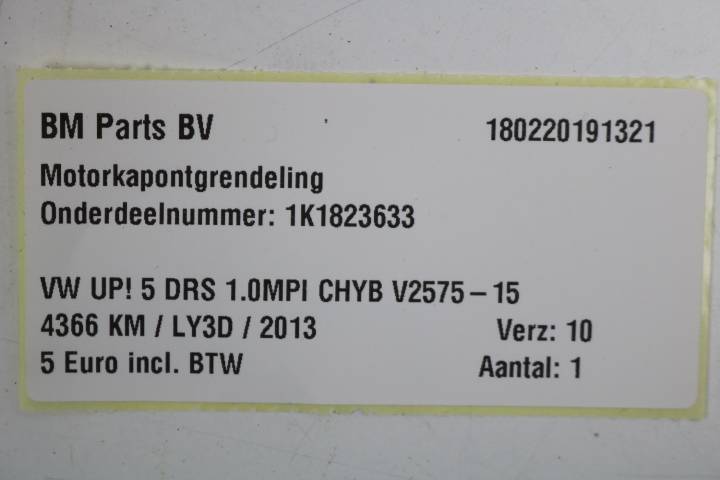 BM Parts BV 180220191321
Motorkapontgrendeling
Onderdeelnummer: 1K1823633
VW UP! 5 DRS 1.0MPI CHYB V2575-15
4366 KM / LY3D / 2013 Verz: 10
5 Euro incl. BTW Aantal: 1